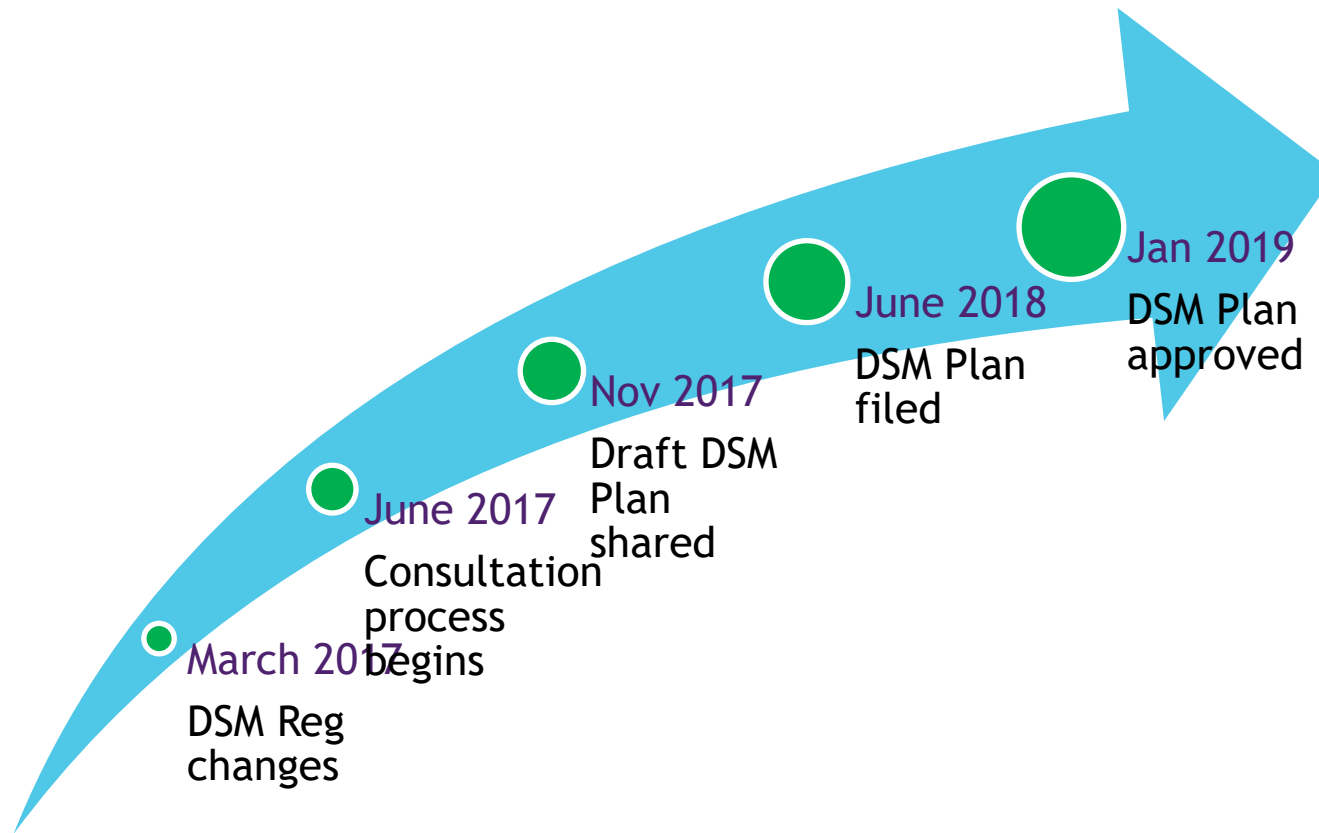 March 2017
DSM Reg
changes
June 2017
Consultation
process
begins
Nov 2017
Draft DSM
Plan
shared
June 2018
DSM Plan
filed
Jan 2019
DSM Plan
approved